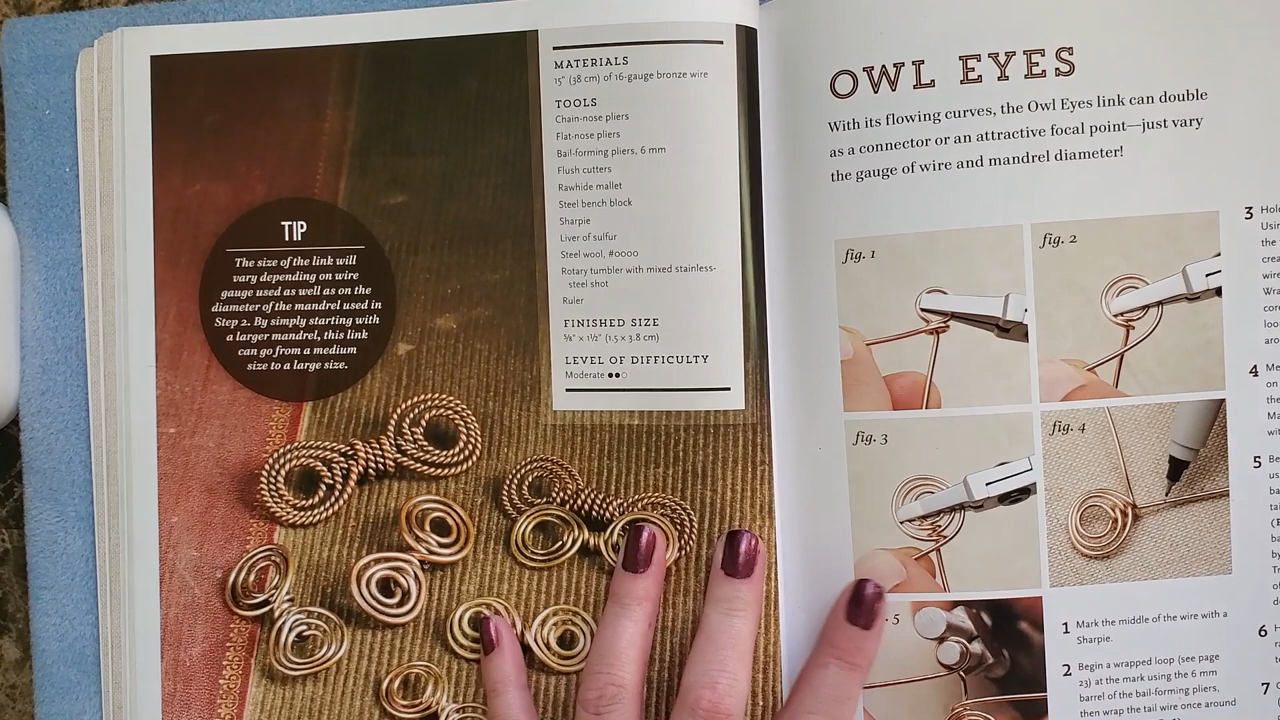 MATERIALS
15" (38 cm) of 16-gauge bronze wire
TOOLS
Chain-nose pliers
Flat-nose pliers
Bail-forming pliers, 6 mm
Flush cutters
Rawhide mallet
Steel bench block
Sharpie
Liver of sulfur
Steel wool, #0000
Rotary tumbler with mixed stainless-
steel shot
Ruler
FINISHED SIZE
⅝" × 1½" (1.5 x 3.8 cm)
LEVEL OF DIFFICULTY
Moderate ●●○
TIP
The size of the link will
vary depending on wire
gauge used as well as on the
diameter of the mandrel used in
Step 2. By simply starting with
a larger mandrel, this link
can go from a medium
size to a large size.
OWL EYES
With its flowing curves, the Owl Eyes link can double
as a connector or an attractive focal point—just vary
the gauge of wire and mandrel diameter!
fig. 1
fig. 2
fig. 3
fig. 4
. 5
1 Mark the middle of the wire with a
Sharpie.
2 Begin a wrapped loop (see page
23) at the mark using the 6 mm
barrel of the bail-forming pliers,
then wrap the tail wire once around
3
the
4
on
the
5
6
7